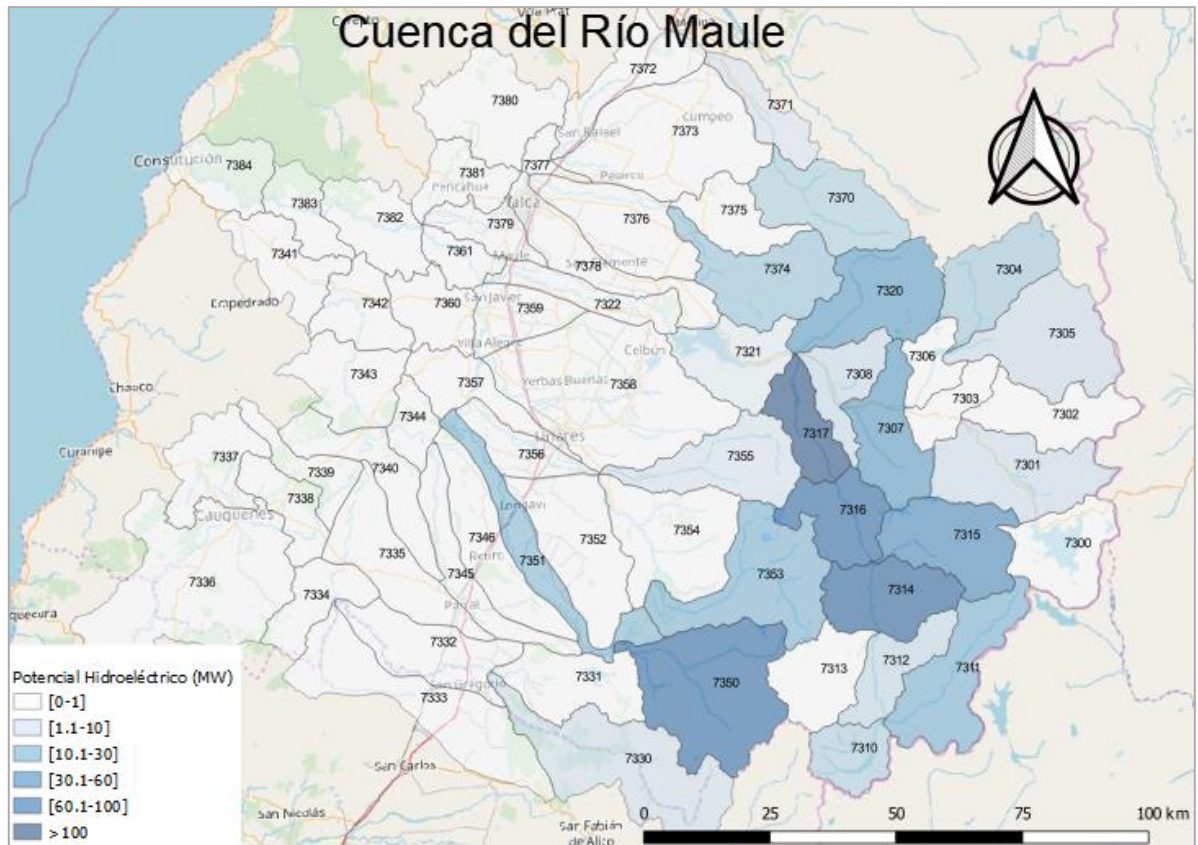 Cuenca del Río Maule
7372
7371
7380
Cumpeo
7373
San Rafael
7384
Constitución
7377
7381
Pencahue
7383
7382
Talca
7375
7370
7376
7379
7341
7361
Maule
7378
San Clemente
7374
7304
7320
Empedrado
7342
7360
San Javier
7359
7322
7305
Villa Alegre
Colbún
7321
7306
7308
7343
7357
Yerbas Buenas
7358
Chanco
7303
7302
7344
7317
7307
Linares
7356
7355
7301
Curanipe
7337
7339
7340
7338
Cauquenes
Longaví
7316
7354
7315
7300
7346
7352
7335
Retiro
7351
7345
7353
7336
7334
Parral
7314
quecura
7332
7313
7312
7311
7331
San Gregorio
7350
7333
7310
7330
San Carlos
San Nicolás
San Fabián
de Alico
Potencial Hidroeléctrico (MW)
[0-1]
[1.1-10]
[10.1-30]
[30.1-60]
[60.1-100]
>100
0 25 50 75 100 km